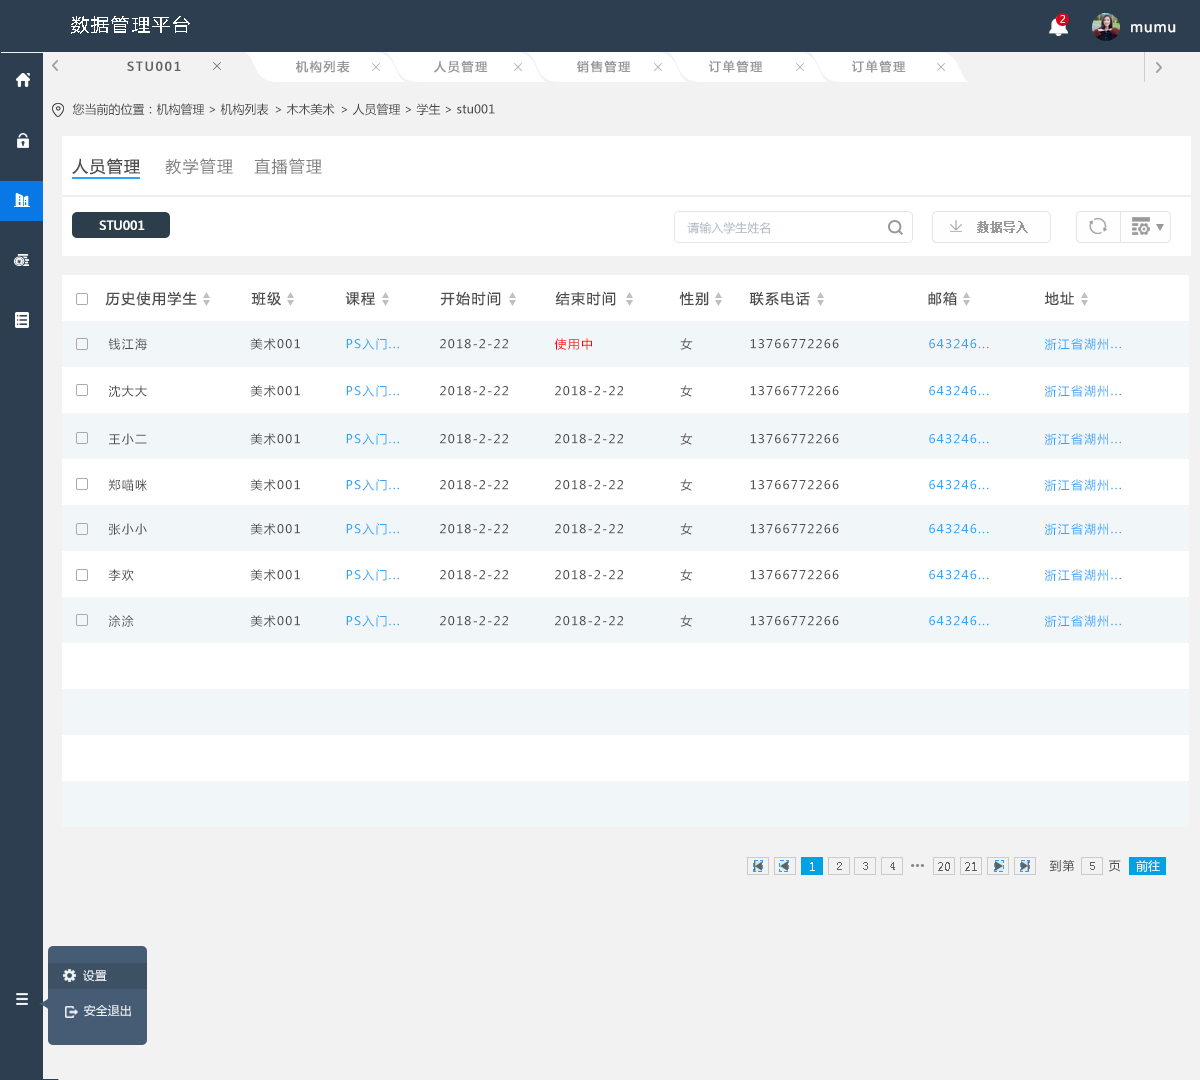 数据管理平台
2
mumu
STU001 × 机构列表 × 人员管理 × 销售管理 × 订单管理 × 订单管理 ×
您当前的位置：机构管理 > 机构列表 > 木木美术 > 人员管理 > 学生 > stu001
人员管理 教学管理 直播管理
STU001 请输入学生姓名 数据导入
历史使用学生 班级 课程 开始时间 结束时间 性别 联系电话 邮箱 地址
钱江海 美术001 PS入门... 2018-2-22 使用中 女 13766772266 643246... 浙江省湖州...
沈大大 美术001 PS入门... 2018-2-22 2018-2-22 女 13766772266 643246... 浙江省湖州...
王小二 美术001 PS入门... 2018-2-22 2018-2-22 女 13766772266 643246... 浙江省湖州...
郑喵咪 美术001 PS入门... 2018-2-22 2018-2-22 女 13766772266 643246... 浙江省湖州...
张小小 美术001 PS入门... 2018-2-22 2018-2-22 女 13766772266 643246... 浙江省湖州...
李欢 美术001 PS入门... 2018-2-22 2018-2-22 女 13766772266 643246... 浙江省湖州...
涂涂 美术001 PS入门... 2018-2-22 2018-2-22 女 13766772266 643246... 浙江省湖州...
1 2 3 4 ••• 20 21 到第 5 页 前往
设置
安全退出